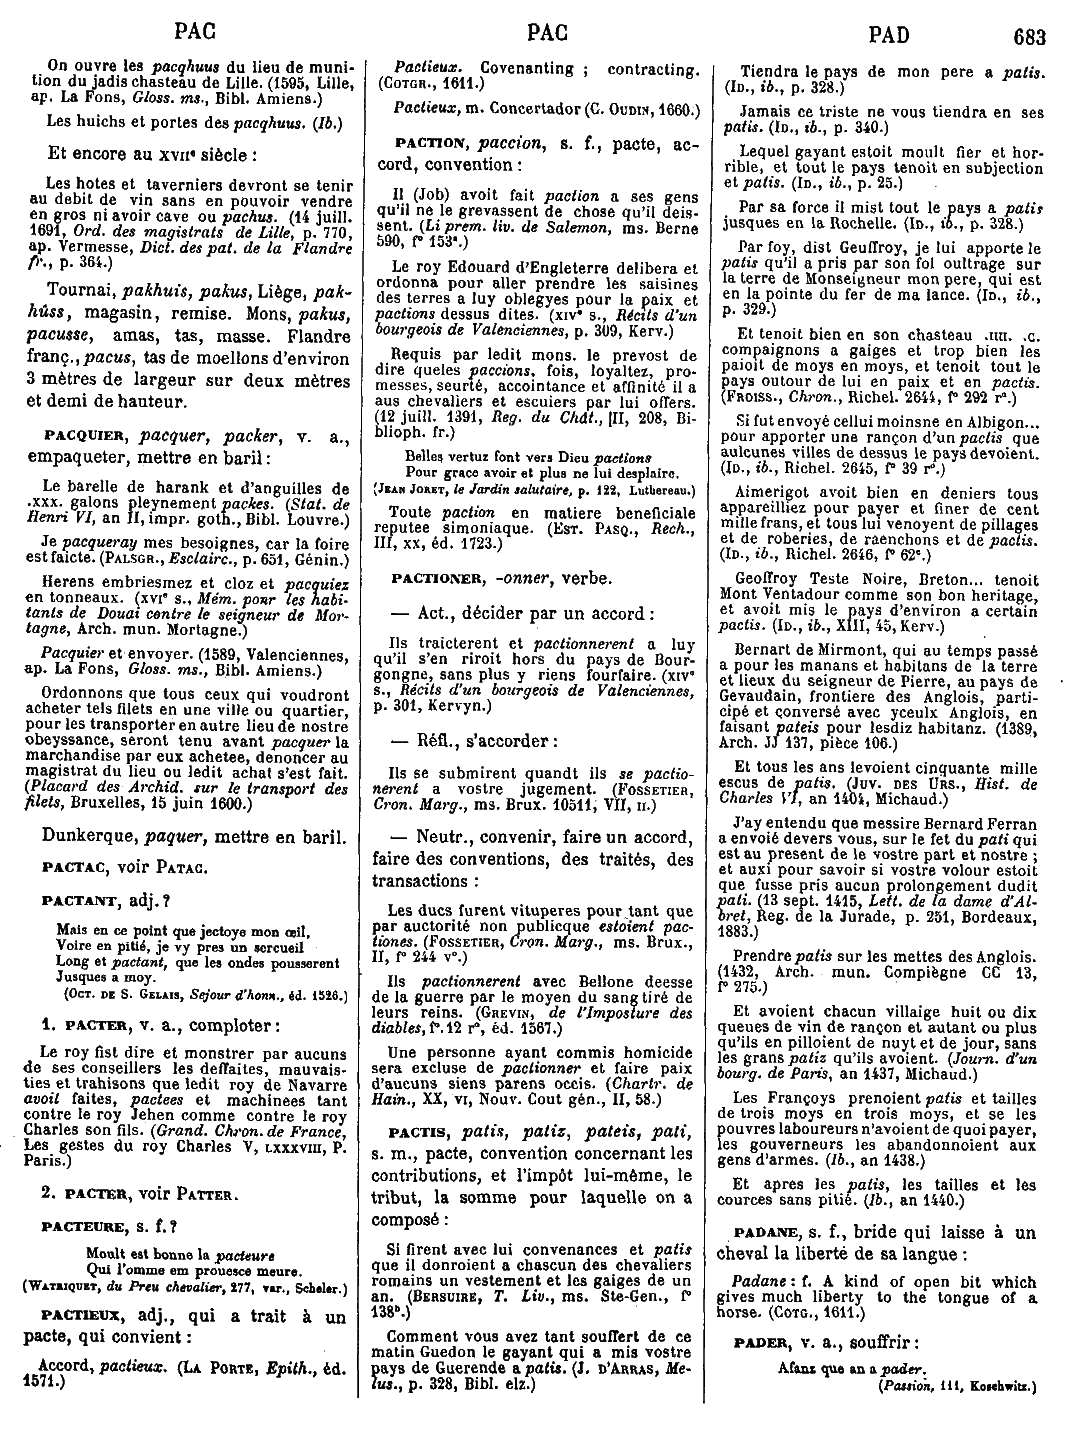 PAC
PAC
PAD
683
On ouvre les pacqhuus du lieu de muni-
tion du jadis chasteau de Lille. (1595, Lille,
ap. La Fons, Gloss. ms., Bibl. Amiens.)
Les huichs et portes des pacqhuus. (Ib.)
Et encore au XVIIe siècle :
Les hotes et taverniers devront se tenir
au debit de vin sans en pouvoir vendre
en gros ni avoir cave ou pachus. (14 juill.
1691, Ord. des magistrats de Lille, p. 770,
ap. Vermesse, Dict. des pat. de la Flandre
fr., p. 364.)
Tournai, pakhuis, pakus, Liège, pak-
hûss, magasin, remise. Mons, pakus,
pacusse, amas, tas, masse. Flandre
franç., pacus, tas de moellons d'environ
3 mètres de largeur sur deux mètres
et demi de hauteur.
PACQUIER, pacquer, packer, v. a.,
empaqueter, mettre en baril :
Le barelle de harank et d'anguilles de
.xxx. galons pleynement packes. (Stat. de
Henri VI, an II, impr. goth., Bibl. Louvre.)
Je pacqueray mes besoignes, car la foire
est faicte. (PALSGR., Esclairc., p. 651, Génin.)
Herens embriesmez et cloz et pacquiez
en tonneaux. (XVIe s., Mém. ponr les habi-
tants de Douai contre le seigneur de Mor-
tagne, Arch. mun. Mortagne.)
Pacquier et envoyer. (1589, Valenciennes,
ap. La Fons, Gloss. ms., Bibl. Amiens.)
Ordonnons que tous ceux qui voudront
acheter tels filets en une ville ou quartier,
pour les transporter en autre lieu de nostre
obeyssance, seront tenu avant pacquer la
marchandise par eux achetee, denoncer au
magistrat du lieu ou ledit achat s'est fait.
(Placard des Archid. sur le transport des
filets, Bruxelles, 15 juin 1600.)
Dunkerque, paquer, mettre en baril.
PACTAC, voir PATAC.
PACTANT, adj. ?
Mais en ce point que jectoye mon œil,
Voire en pitié, je vy pres un sercueil
Long et pactant, que les ondes pousserent
Jusques a moy.
(OCT. DE S. GELAIS, Sejour d'honn., éd. 1526.)
1. PACTER, v. a., comploter :
Le roy fist dire et monstrer par aucuns
de ses conseillers les deffaites, mauvais-
ties et trahisons que ledit roy de Navarre
avoit faites, pactees et machinees tant
contre le roy Jehen comme contre le roy
Charles son fils. (Grand. Chron. de France,
Les gestes du roy Charles V, LXXXVIII, P.
Paris.)
2. PACTER, voir PATTER.
PACTEURE, s. f. ?
Moult est bonne la pacteure
Qui l'omme em prouesce meure.
(WATRIQUET, du Preu chevalier, 277, var., Scheler.)
PACTIEUX, adj., qui a trait à un
pacte, qui convient :
Accord, pactieux. (LA PORTE, Epith., éd.
1571.)
Pactieux. Covenanting ; contracting.
(COTGR., 1611.)
Pactieux, m. Concertador (C. OUDIN, 1660.)
PACTION, paccion, s. f., pacte, ac-
cord, convention :
Il (Job) avoit fait paction a ses gens
qu'il ne le grevassent de chose qu'il deis-
sent. (Li prem. liv. de Salemon, ms. Berne
590, f° 153a.)
Le roy Edouard d'Engleterre delibera et
ordonna pour aller prendre les saisines
des terres a luy oblegyes pour la paix et
pactions dessus dites. (XIVe s., Récits d'un
bourgeois de Valenciennes, p. 309, Kerv.)
Requis par ledit mons. le prevost de
dire queles paccions, fois, loyaltez, pro-
messes, seurté, accointance et affinité il a
aus chevaliers et escuiers par lui offers.
(12 juill. 1391, Reg. du Chât., II, 208, Bi-
blioph. fr.)
Belles vertuz font vers Dieu pactions
Pour grace avoir et plus ne lui desplaire.
(JEAN JORET, le Jardin salutaire, p. 122, Luthereau.)
Toute paction en matiere beneficiale
reputee simoniaque. (EST. PASQ., Rech.,
III, xx, éd. 1723.)
PACTIONER, -onner, verbe.
— Act., décider par un accord :
Ils traicterent et pactionnerent a luy
qu'il s'en riroit hors du pays de Bour-
gongne, sans plus y riens fourfaire. (XIVe
s., Récits d'un bourgeois de Valenciennes,
p. 301, Kervyn.)
— Réfl., s'accorder :
Ils se submirent quandt ils se pactio-
nerent a vostre jugement. (FOSSETIER,
Cron. Marg., ms. Brux. 10511, VII, II.)
— Neutr., convenir, faire un accord,
faire des conventions, des traités, des
transactions :
Les ducs furent vituperes pour tant que
par auctorité non publicque estoient pac-
tiones. (FOSSETIER, Cron. Marg., ms. Brux.,
II, f° 244 v°.)
Ils pactionnerent avec Bellone deesse
de la guerre par le moyen du sang tiré de
leurs reins. (GREVIN, de l'Imposture des
diables, f°. 12 r°, éd. 1567.)
Une personne ayant commis homicide
sera excluse de pactionner et faire paix
d'aucuns siens parens occis. (Chartr. de
Hain., XX, VI, Nouv. Cout gén., II, 58.)
PACTIS, patis, patiz, pateis, pati,
s. m., pacte, convention concernant les
contributions, et l'impôt lui-même, le
tribut, la somme pour laquelle on a
composé :
Si firent avec lui convenances et patis
que il donroient a chascun des chevaliers
romains un vestement et les gaiges de un
an. (BERSUIRE, T. Liv., ms. Ste-Gen., f°
138b.)
Comment vous avez tant souffert de ce
matin Guedon le gayant qui a mis vostre
pays de Guerende a patis. (J. D'ARRAS, Me-
lus., p. 328, Bibl. elz.)
Tiendra le pays de mon pere a patis.
(ID., ib., p. 328.)
Jamais ce triste ne vous tiendra en ses
patis. (ID., ib., p. 340.)
Lequel gayant estoit moult fier et hor-
rible, et tout le pays tenoit en subjection
et patis. (ID., ib., p. 25.)
Par sa force il mist tout le pays a patis
jusques en la Rochelle. (ID., ib., p. 328.)
Par foy, dist Geuffroy, je lui apporte le
patis qu'il a pris par son fol oultrage sur
la terre de Monseigneur mon pere, qui est
en la pointe du fer de ma lance. (ID., ib.,
p. 329.)
Et tenoit bien en son chasteau .IIII. .C.
compaignons a gaiges et trop bien les
paioit de moys en moys, et tenoit tout le
pays outour de lui en paix et en pactis.
(FROISS., Chron., Richel. 2644, f° 292 r°.)
Si fut envoyé cellui moinsne en Albigon...
pour apporter une rançon d'un pactis que
aulcunes villes de dessus le pays devoient.
(ID., ib., Richel. 2645, f° 39 r°.)
Aimerigot avoit bien en deniers tous
appareilliez pour payer et finer de cent
mille frans, et tous lui venoyent de pillages
et de roberies, de raenchons et de pactis.
(ID., ib., Richel. 2646, f° 62c.)
Geoffroy Teste Noire, Breton... tenoit
Mont Ventadour comme son bon heritage,
et avoit mis le pays d'environ a certain
pactis. (ID., ib., XIII, 45, Kerv.)
Bernart de Mirmont, qui au temps passé
a pour les manans et habitans de la terre
et lieux du seigneur de Pierre, au pays de
Gevaudain, frontiere des Anglois, parti-
cipé et conversé avec yceulx Anglois, en
faisant pateis pour lesdiz habitanz. (1389,
Arch. JJ 137, pièce 106.)
Et tous les ans levoient cinquante mille
escus de patis. (JUV. DES URS., Hist. de
Charles VI, an 1404, Michaud.)
J'ay entendu que messire Bernard Ferran
a envoié devers vous, sur le fet du pati qui
est au present de le vostre part et nostre ;
et auxi pour savoir si vostre volour estoit
que fusse pris aucun prolongement dudit
pati. (13 sept. 1415, Lett. de la dame d'Al-
bret, Reg. de la Jurade, p. 251, Bordeaux,
1883.)
Prendre patis sur les mettes des Anglois.
(1432, Arch. mun. Compiègne CC 13,
f° 275.)
Et avoient chacun villaige huit ou dix
queues de vin de rançon et autant ou plus
qu'ils en pilloient de nuyt et de jour, sans
les grans patiz qu'ils avoient. (Journ. d'un
bourg. de Paris, an 1437, Michaud.)
Les Françoys prenoient patis et tailles
de trois moys en trois moys, et se les
pouvres laboureurs n'avoient de quoi payer,
les gouverneurs les abandonnoient aux
gens d'armes. (Ib., an 1438.)
Et apres les patis, les tailles et les
cources sans pitié. (Ib., an 1440.)
PADANE, s. f., bride qui laisse à un
cheval la liberté de sa langue :
Padane : f. A kind of open bit which
gives much liberty to the tongue of a
horse. (COTG., 1611.)
PADER, v. a., souffrir :
Afanz que an a pader.
(Passion, 111, Koschwitz.)